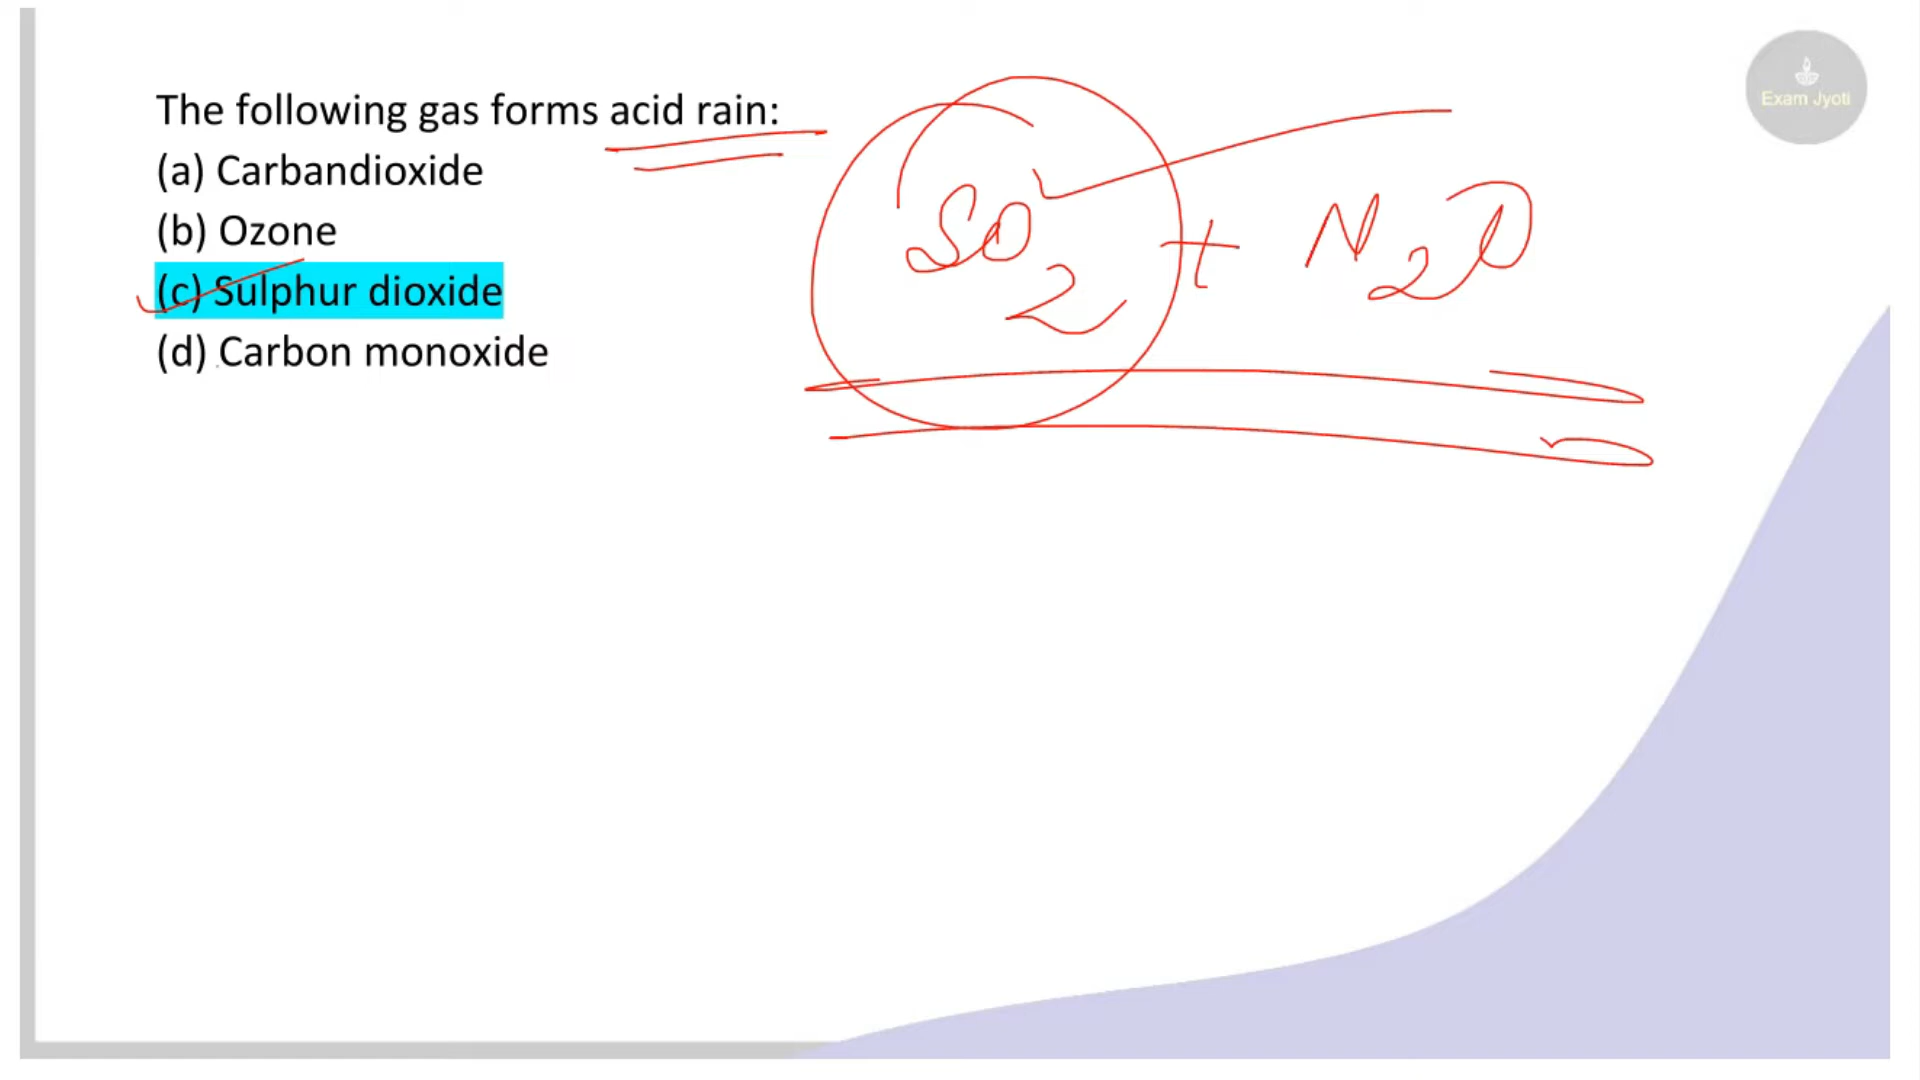 The following gas forms acid rain:
(a) Carbandioxide
(b) Ozone
(c) Sulphur dioxide
(d) Carbon monoxide
SO2 + N2O
Exam Jyoti